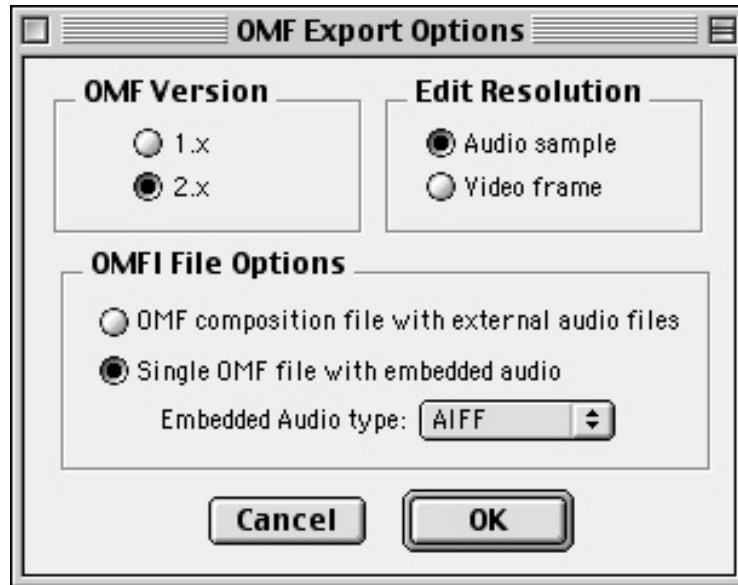 OMF Export Options
OMF Version
1.x
2.x
Edit Resolution
Audio sample
Video frame
OMFI File Options
OMF composition file with external audio files
Single OMF file with embedded audio
Embedded Audio type: AIFF
Cancel
OK